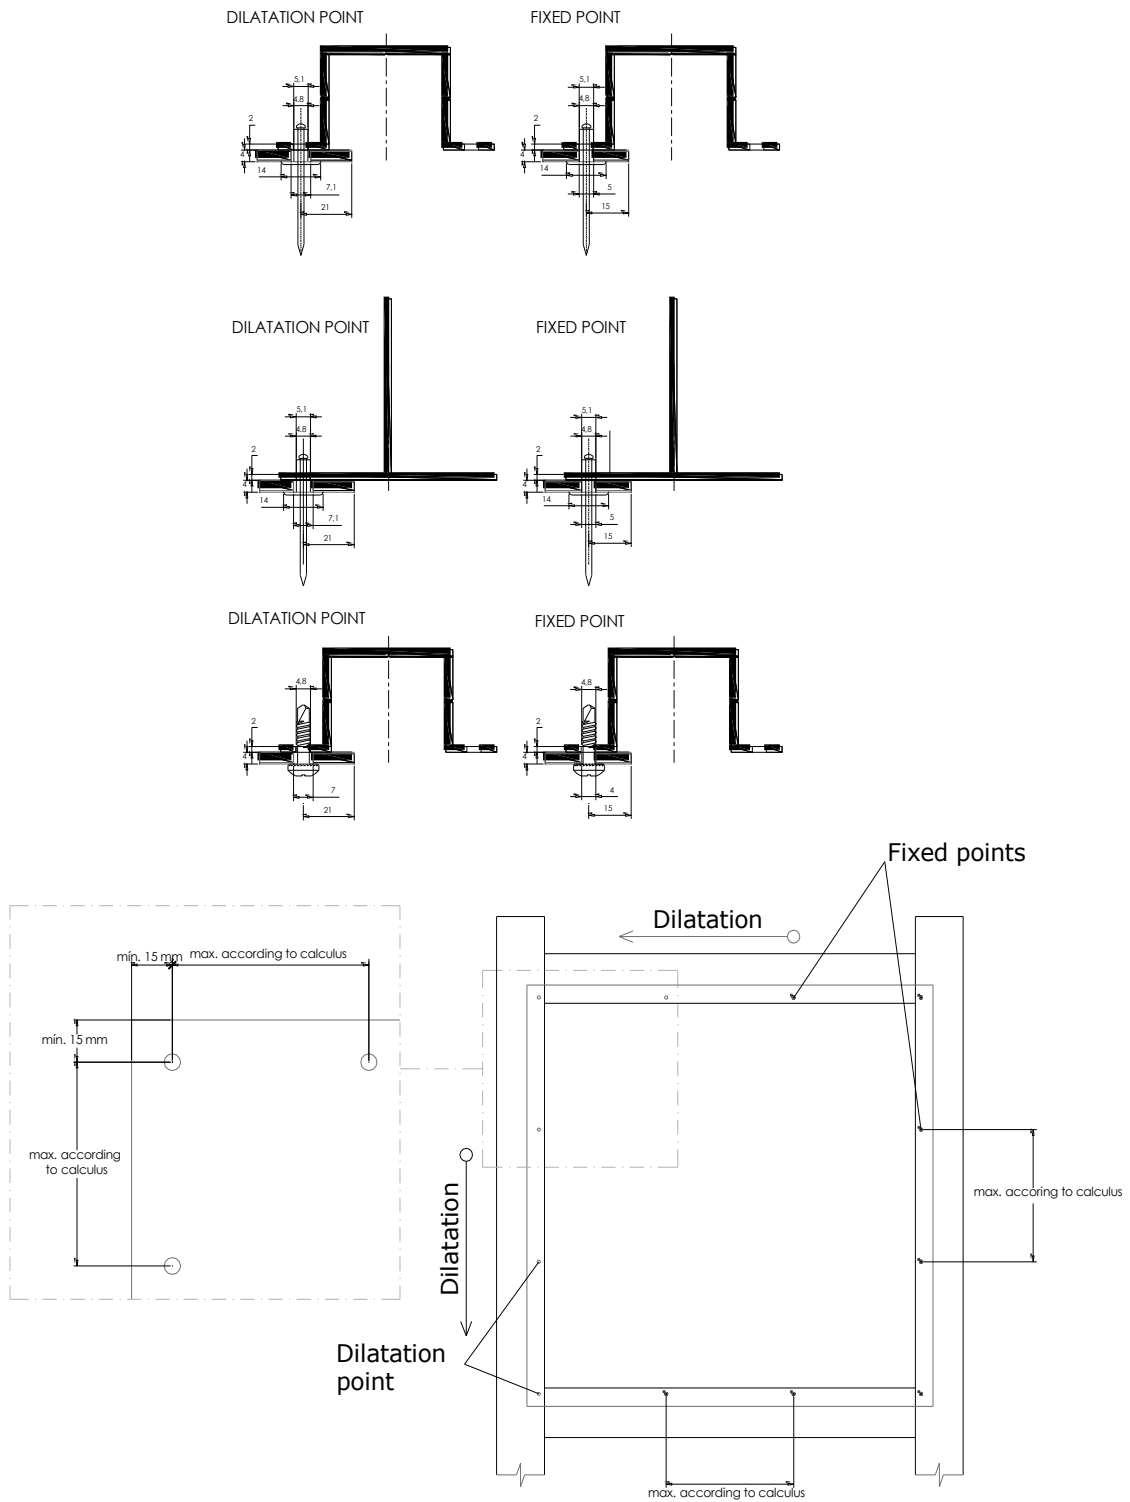 DILATATION POINT
FIXED POINT
5,1
4,8
2
4
14
7,1
21
5,1
4,8
2
4
14
5
15
DILATATION POINT
FIXED POINT
5,1
4,8
2
4
14
7,1
21
5,1
4,8
2
4
14
5
15
DILATATION POINT
FIXED POINT
4,8
2
4
7
21
4,8
2
4
4
15
Fixed points
Dilatation
mín. 15 mm
max. according to calculus
mín. 15 mm
max. according
to calculus
Dilatation
max. accoring to calculus
Dilatation
point
max. according to calculus